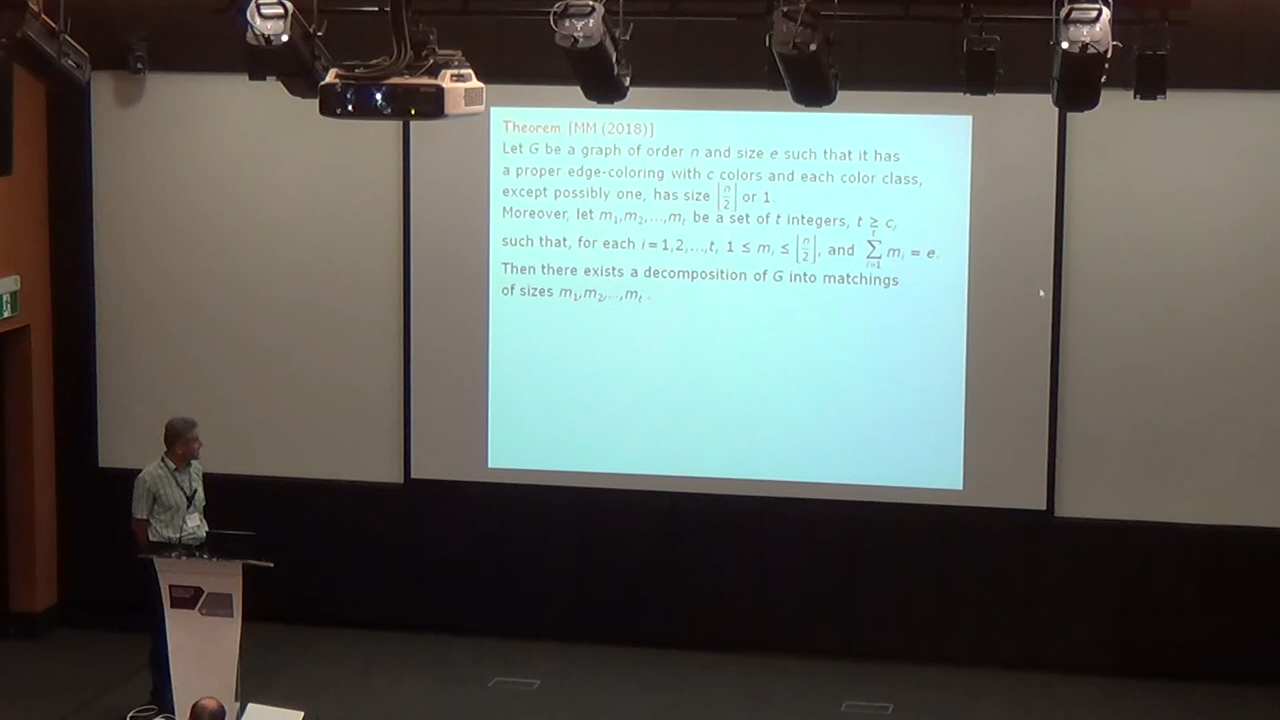 Theorem [MM (2018)]
Let G be a graph of order n and size e such that it has
a proper edge-coloring with c colors and each color class,
except possibly one, has size ⌊n/2⌋ or 1.
Moreover, let m₁,m₂,...,mₜ be a set of t integers, t ≥ c,
such that, for each i=1,2,...,t, 1 ≤ mᵢ ≤ ⌊n/2⌋, and ∑ᵢ₌₁ᵗ mᵢ = e.
Then there exists a decomposition of G into matchings
of sizes m₁,m₂,...,mₜ.